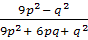 9p² − q²
9p² + 6pq + q²